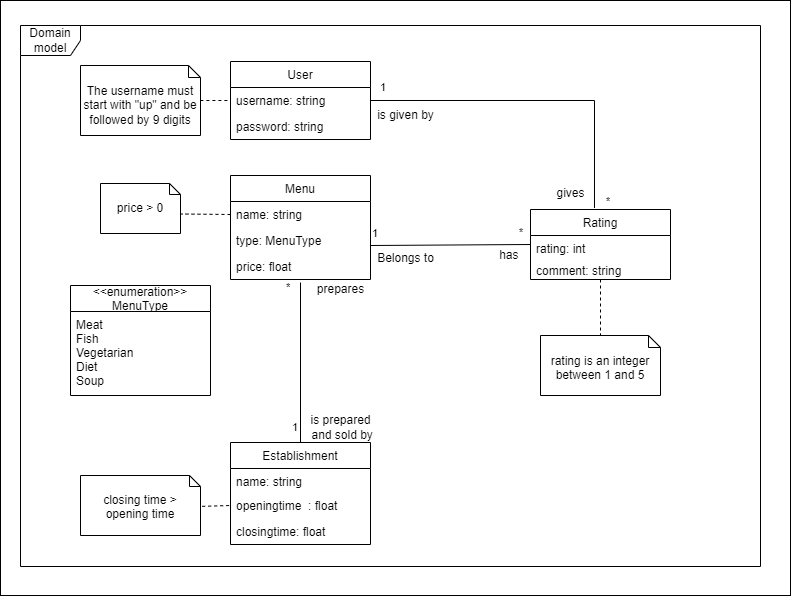 Domain
model
User
username: string
password: string
The username must
start with "up" and be
followed by 9 digits
1
is given by
gives
*
Menu
name: string
type: MenuType
price: float
price > 0
1
Belongs to
*
has
Rating
rating: int
comment: string
rating is an integer
between 1 and 5
<<enumeration>>
MenuType
Meat
Fish
Vegetarian
Diet
Soup
*
prepares
1
is prepared
and sold by
Establishment
name: string
openingtime : float
closingtime: float
closing time >
opening time